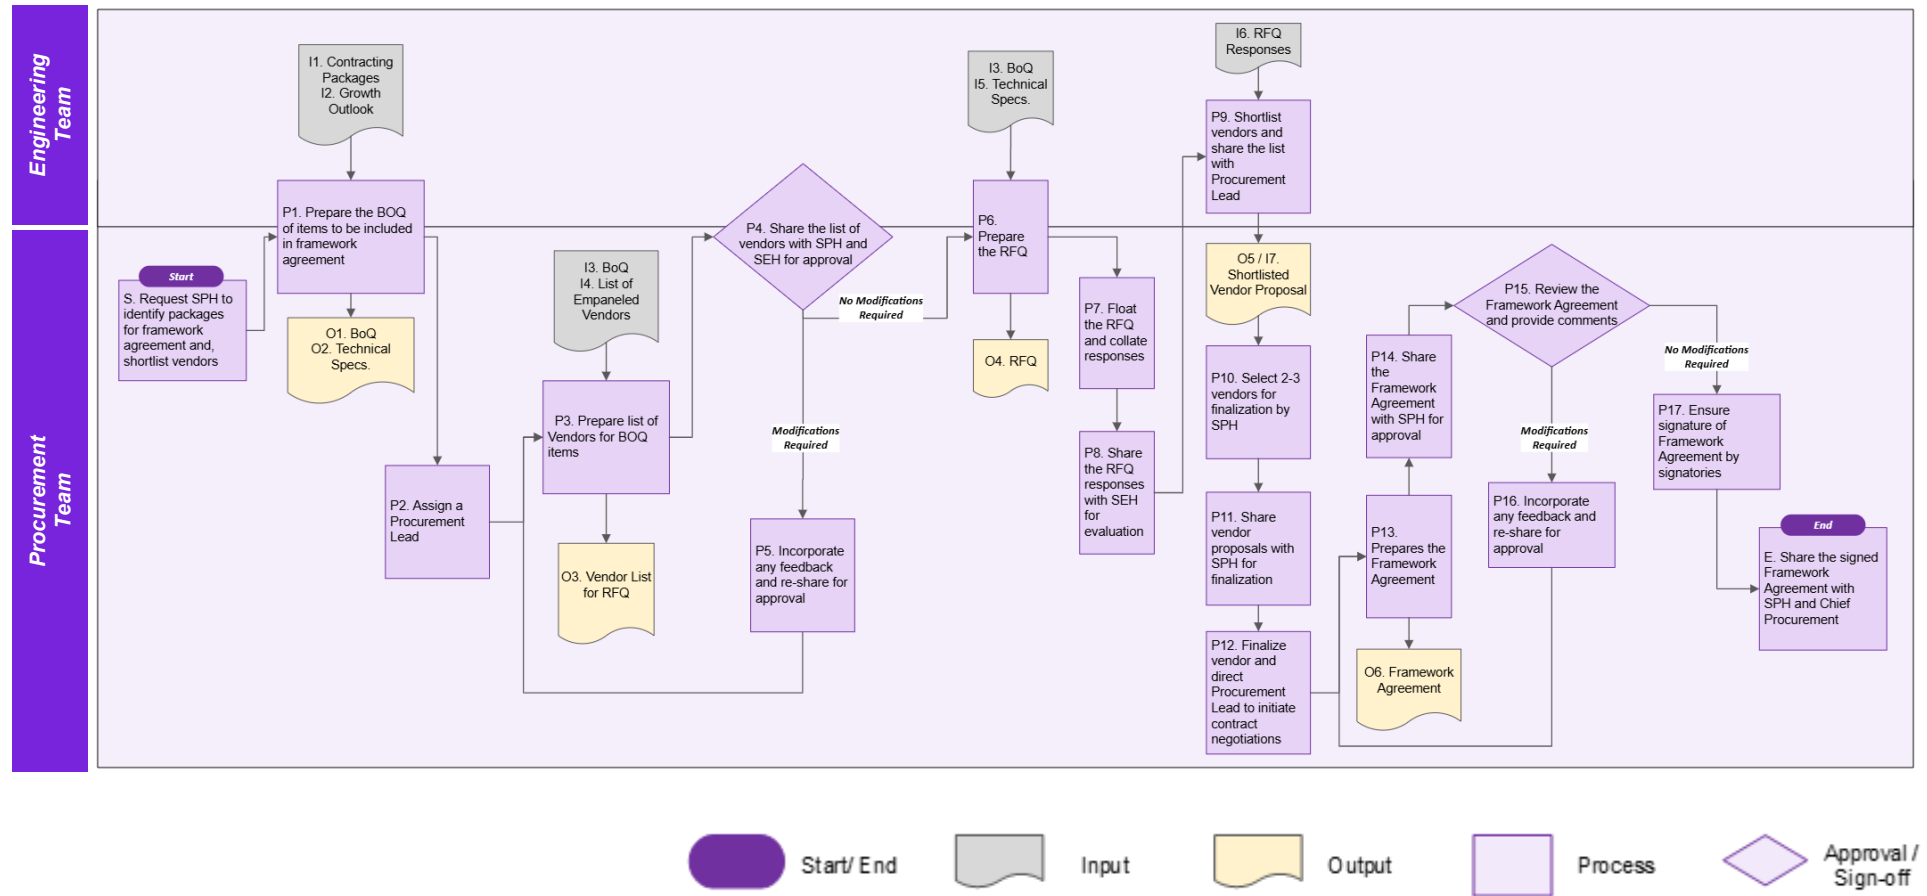 Engineering
Team
Procurement
Team
Start
S. Request SPH to
identify packages
for framework
agreement and,
shortlist vendors
I1. Contracting
Packages
I2. Growth
Outlook
P1. Prepare the BOQ
of items to be included
in framework
agreement
O1. BoQ
O2. Technical
Specs.
P2. Assign a
Procurement
Lead
I3. BoQ
I4. List of
Empaneled
Vendors
P3. Prepare list of
Vendors for BOQ
items
O3. Vendor List
for RFQ
P4. Share the list of
vendors with SPH and
SEH for approval
No Modifications
Required
Modifications
Required
P5. Incorporate
any feedback
and re-share for
approval
I3. BoQ
I5. Technical
Specs.
P6.
Prepare
the RFQ
O4. RFQ
P7. Float
the RFQ
and collate
responses
P8. Share
the RFQ
responses
with SEH
for
evaluation
I6. RFQ
Responses
P9. Shortlist
vendors and
share the list
with
Procurement
Lead
O5 / I7.
Shortlisted
Vendor Proposal
P10. Select 2-3
vendors for
finalization by
SPH
P11. Share
vendor
proposals with
SPH for
finalization
P12. Finalize
vendor and
direct
Procurement
Lead to initiate
contract
negotiations
P13.
Prepares the
Framework
Agreement
O6. Framework
Agreement
P14. Share
the
Framework
Agreement
with SPH for
approval
P15. Review the
Framework Agreement
and provide comments
Modifications
Required
P16. Incorporate
any feedback and
re-share for
approval
No Modifications
Required
P17. Ensure
signature of
Framework
Agreement by
signatories
End
E. Share the signed
Framework
Agreement with
SPH and Chief
Procurement
Start/ End
Input
Output
Process
Approval /
Sign-off